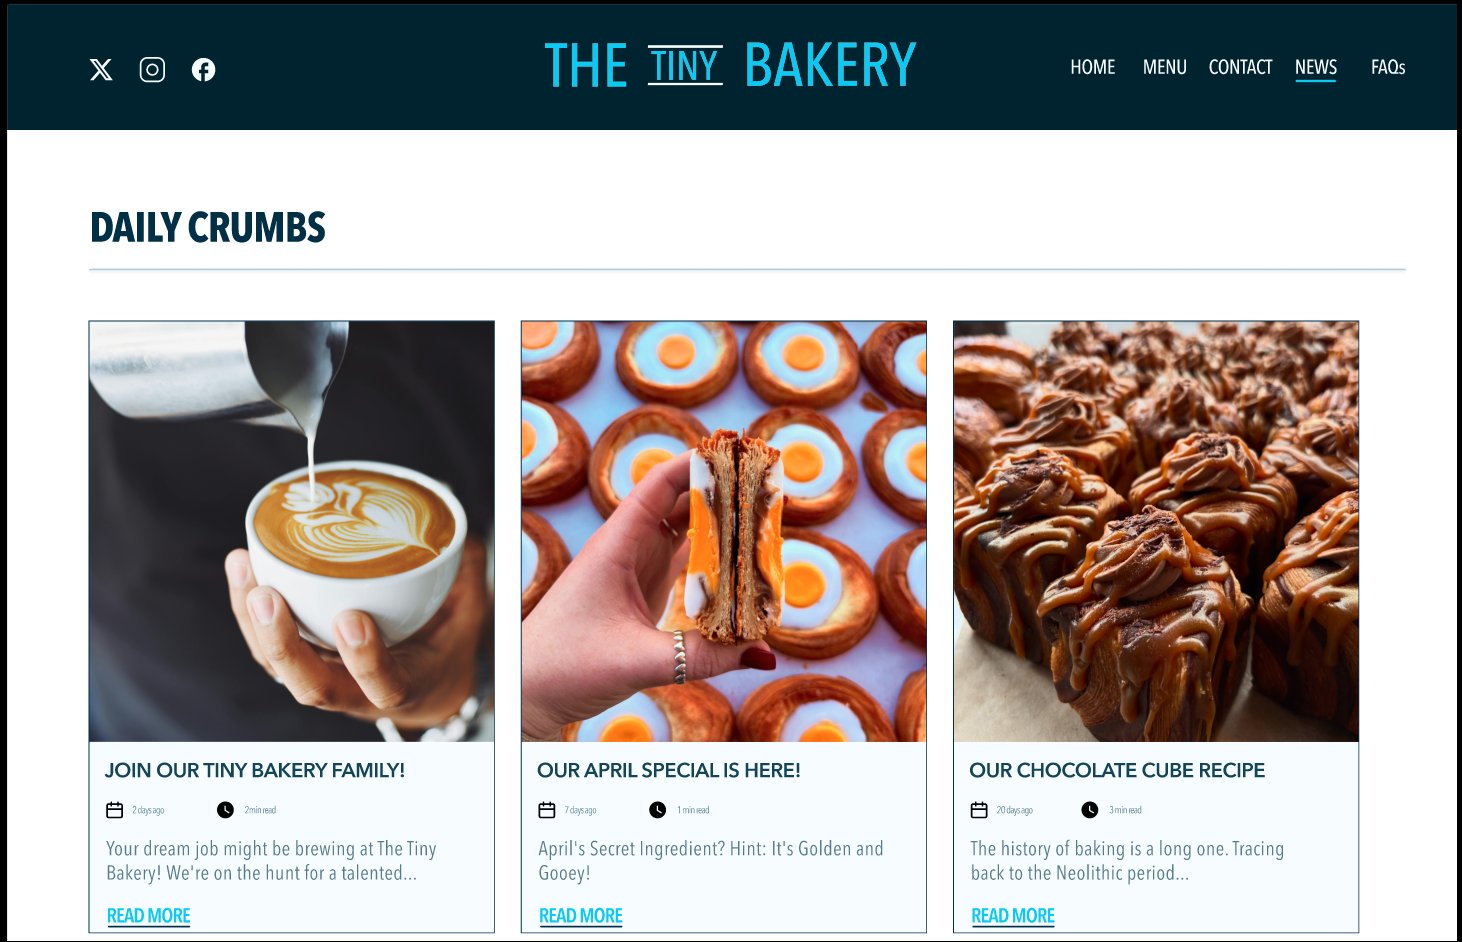 THE TINY BAKERY
HOME MENU CONTACT NEWS FAQs
DAILY CRUMBS
JOIN OUR TINY BAKERY FAMILY!
2 days ago 2 min read
Your dream job might be brewing at The Tiny
Bakery! We're on the hunt for a talented...
READ MORE
OUR APRIL SPECIAL IS HERE!
7 days ago 1 min read
April's Secret Ingredient? Hint: It's Golden and
Gooey!
READ MORE
OUR CHOCOLATE CUBE RECIPE
20 days ago 3 min read
The history of baking is a long one. Tracing
back to the Neolithic period...
READ MORE